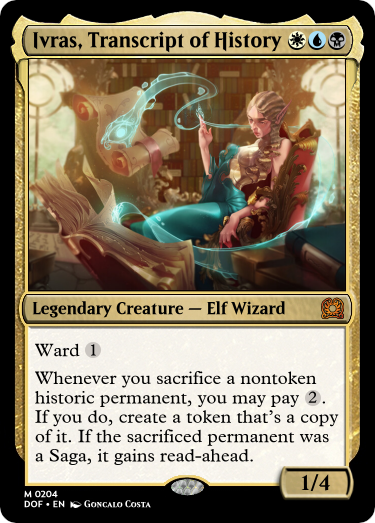 Ivras, Transcript of History
Legendary Creature — Elf Wizard
Ward 1
Whenever you sacrifice a nontoken
historic permanent, you may pay 2.
If you do, create a token that's a copy
of it. If the sacrificed permanent was
a Saga, it gains read-ahead.
1/4
M 0204
DOF • EN Goncalo Costa